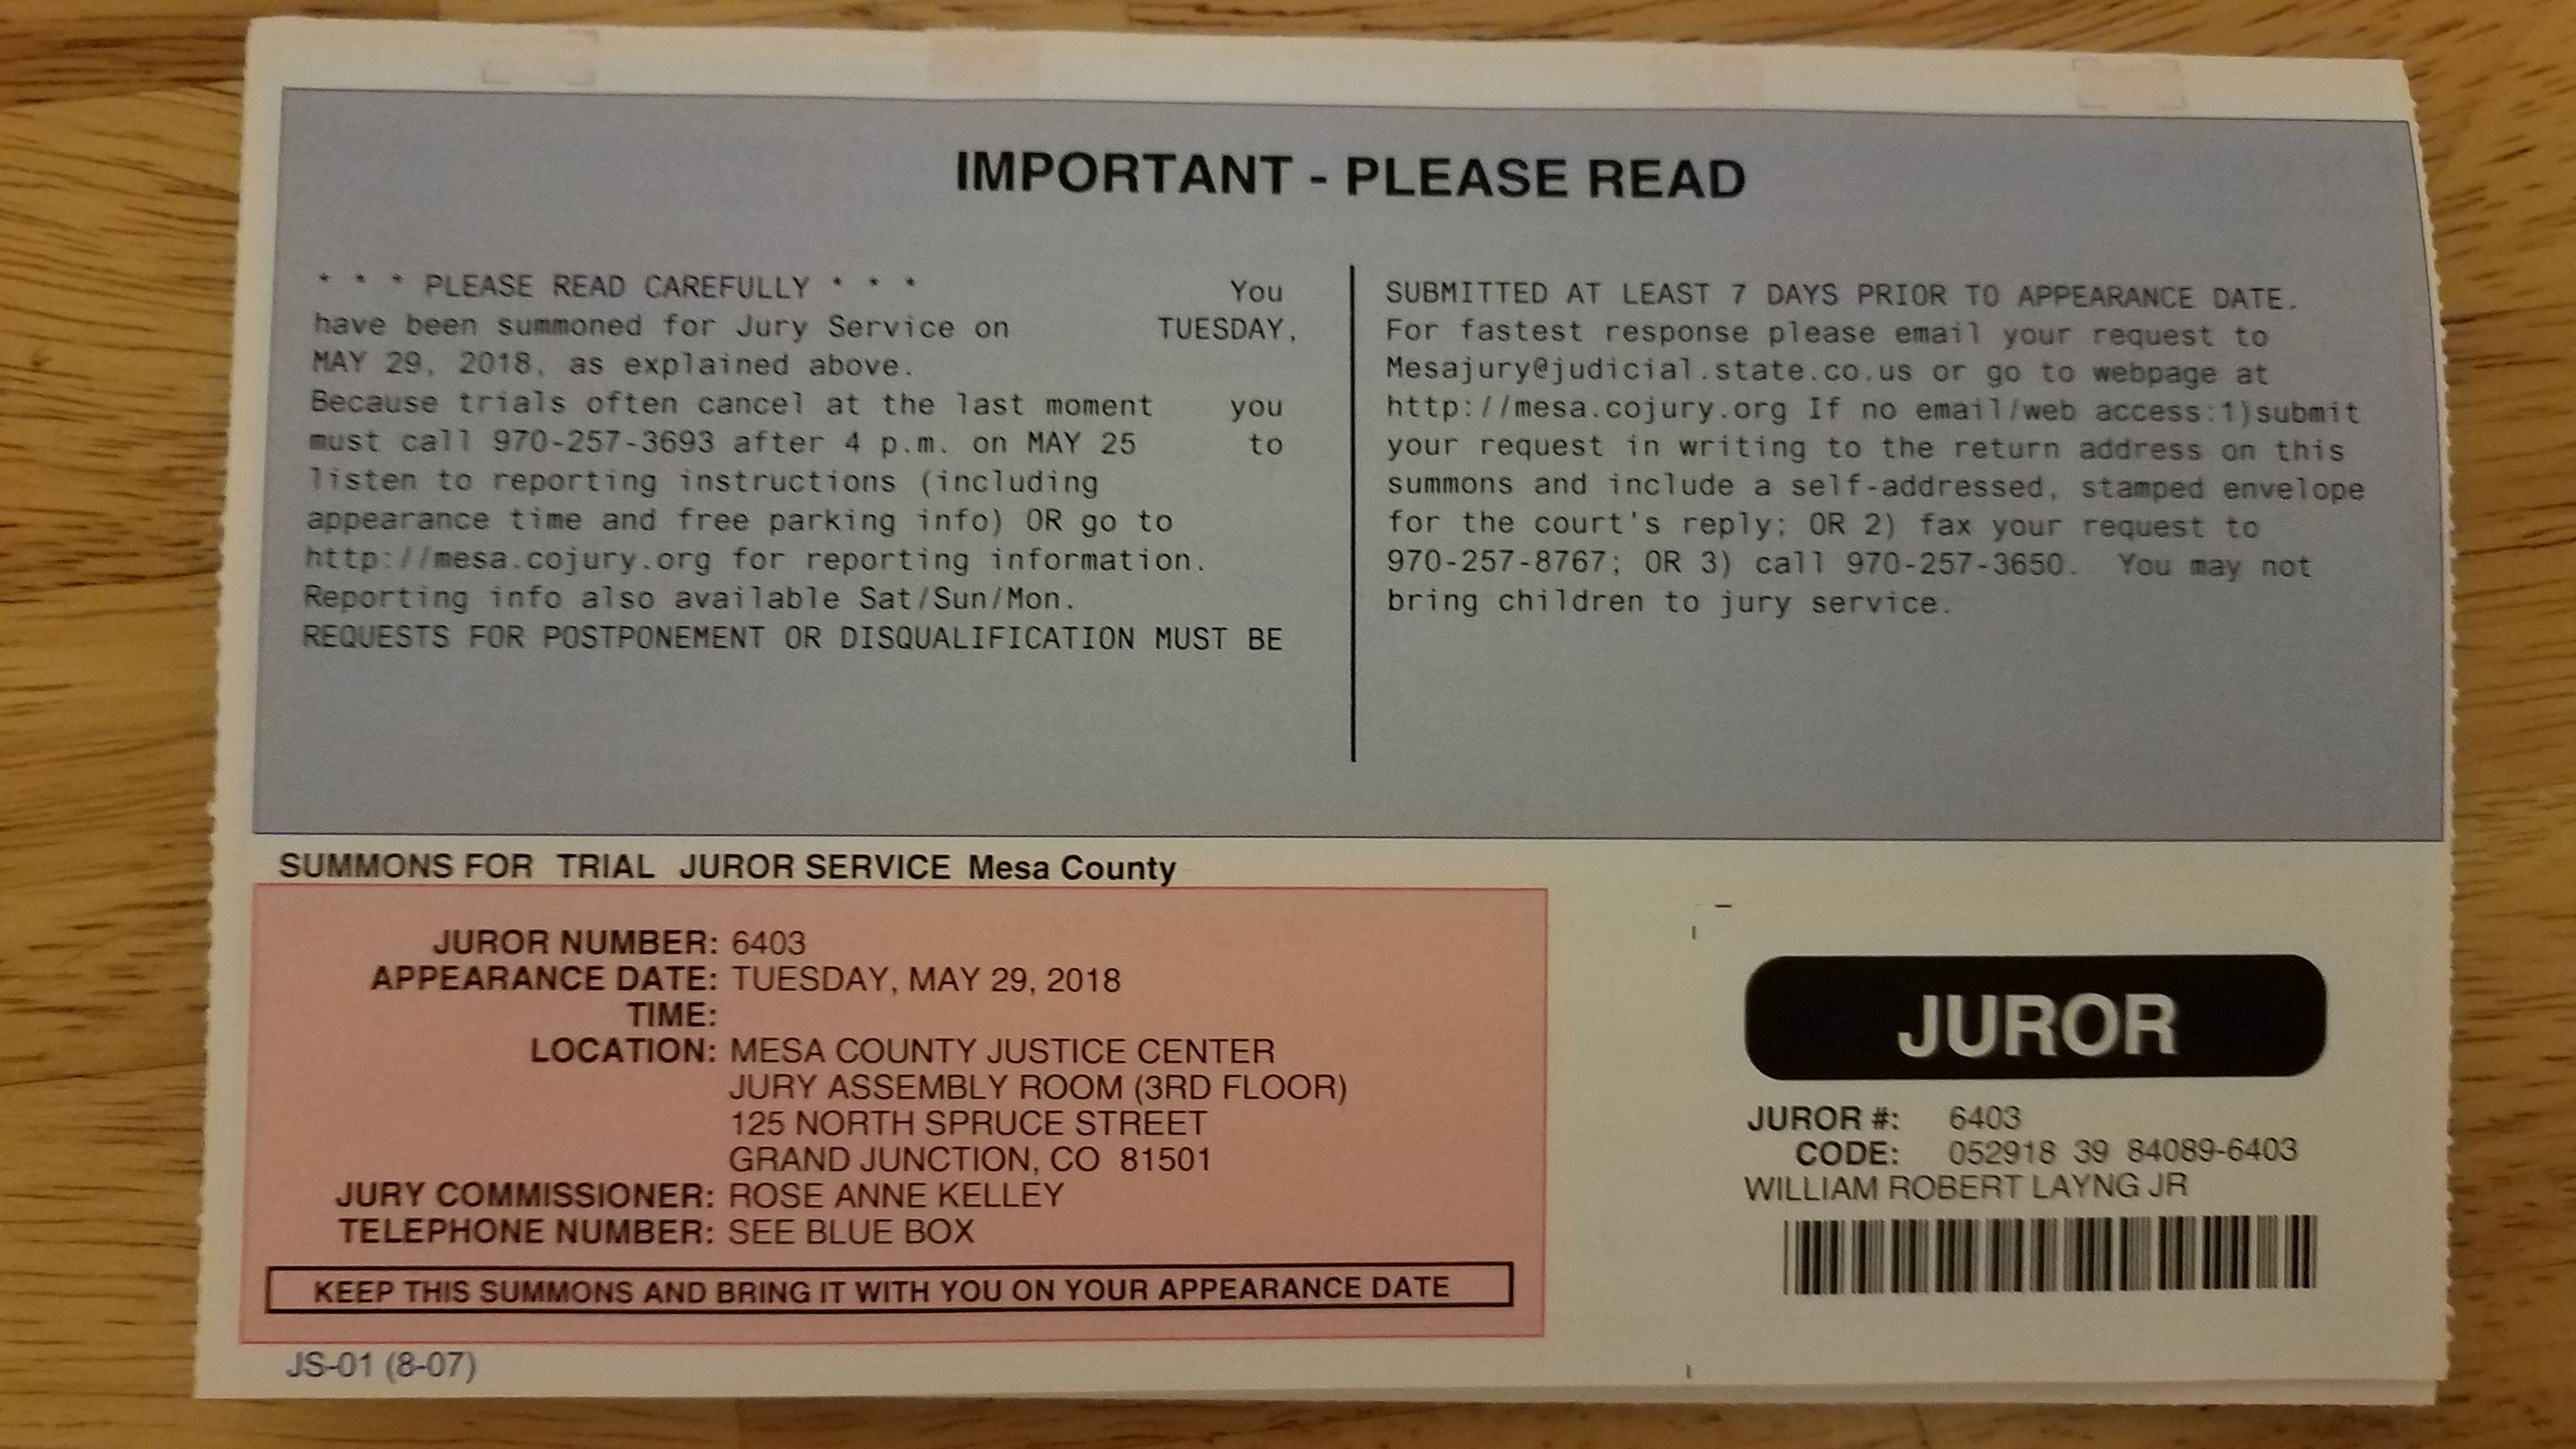 IMPORTANT - PLEASE READ
* * * PLEASE READ CAREFULLY * * * You
have been summoned for Jury Service on TUESDAY,
MAY 29, 2018, as explained above.
Because trials often cancel at the last moment you
must call 970-257-3693 after 4 p.m. on MAY 25 to
listen to reporting instructions (including
appearance time and free parking info) OR go to
http://mesa.cojury.org for reporting information.
Reporting info also available Sat/Sun/Mon.
REQUESTS FOR POSTPONEMENT OR DISQUALIFICATION MUST BE
SUBMITTED AT LEAST 7 DAYS PRIOR TO APPEARANCE DATE.
For fastest response please email your request to
Mesajury@judicial.state.co.us or go to webpage at
http://mesa.cojury.org If no email/web access:1)submit
your request in writing to the return address on this
summons and include a self-addressed, stamped envelope
for the court's reply; OR 2) fax your request to
970-257-8767; OR 3) call 970-257-3650. You may not
bring children to jury service.
SUMMONS FOR TRIAL JUROR SERVICE Mesa County
JUROR NUMBER: 6403
APPEARANCE DATE: TUESDAY, MAY 29, 2018
TIME:
LOCATION: MESA COUNTY JUSTICE CENTER
JURY ASSEMBLY ROOM (3RD FLOOR)
125 NORTH SPRUCE STREET
GRAND JUNCTION, CO 81501
JURY COMMISSIONER: ROSE ANNE KELLEY
TELEPHONE NUMBER: SEE BLUE BOX
KEEP THIS SUMMONS AND BRING IT WITH YOU ON YOUR APPEARANCE DATE
JS-01 (8-07)
JUROR
JUROR #: 6403
CODE: 052918 39 84089-6403
WILLIAM ROBERT LAYNG JR